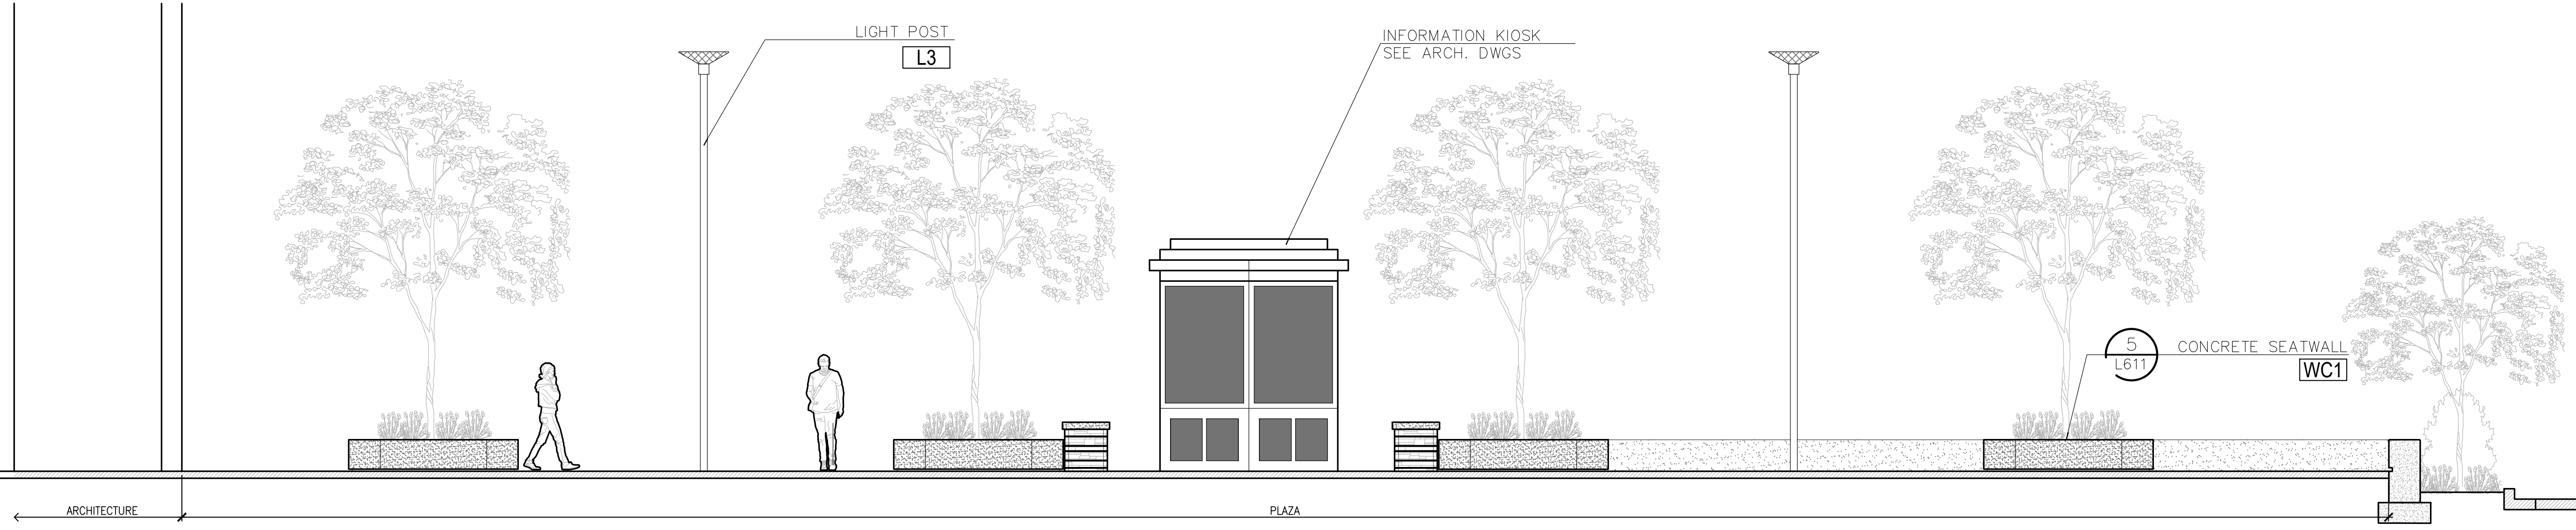 LIGHT POST
L3
INFORMATION KIOSK
SEE ARCH. DWGS
5
L611
CONCRETE SEATWALL
WC1
ARCHITECTURE
PLAZA